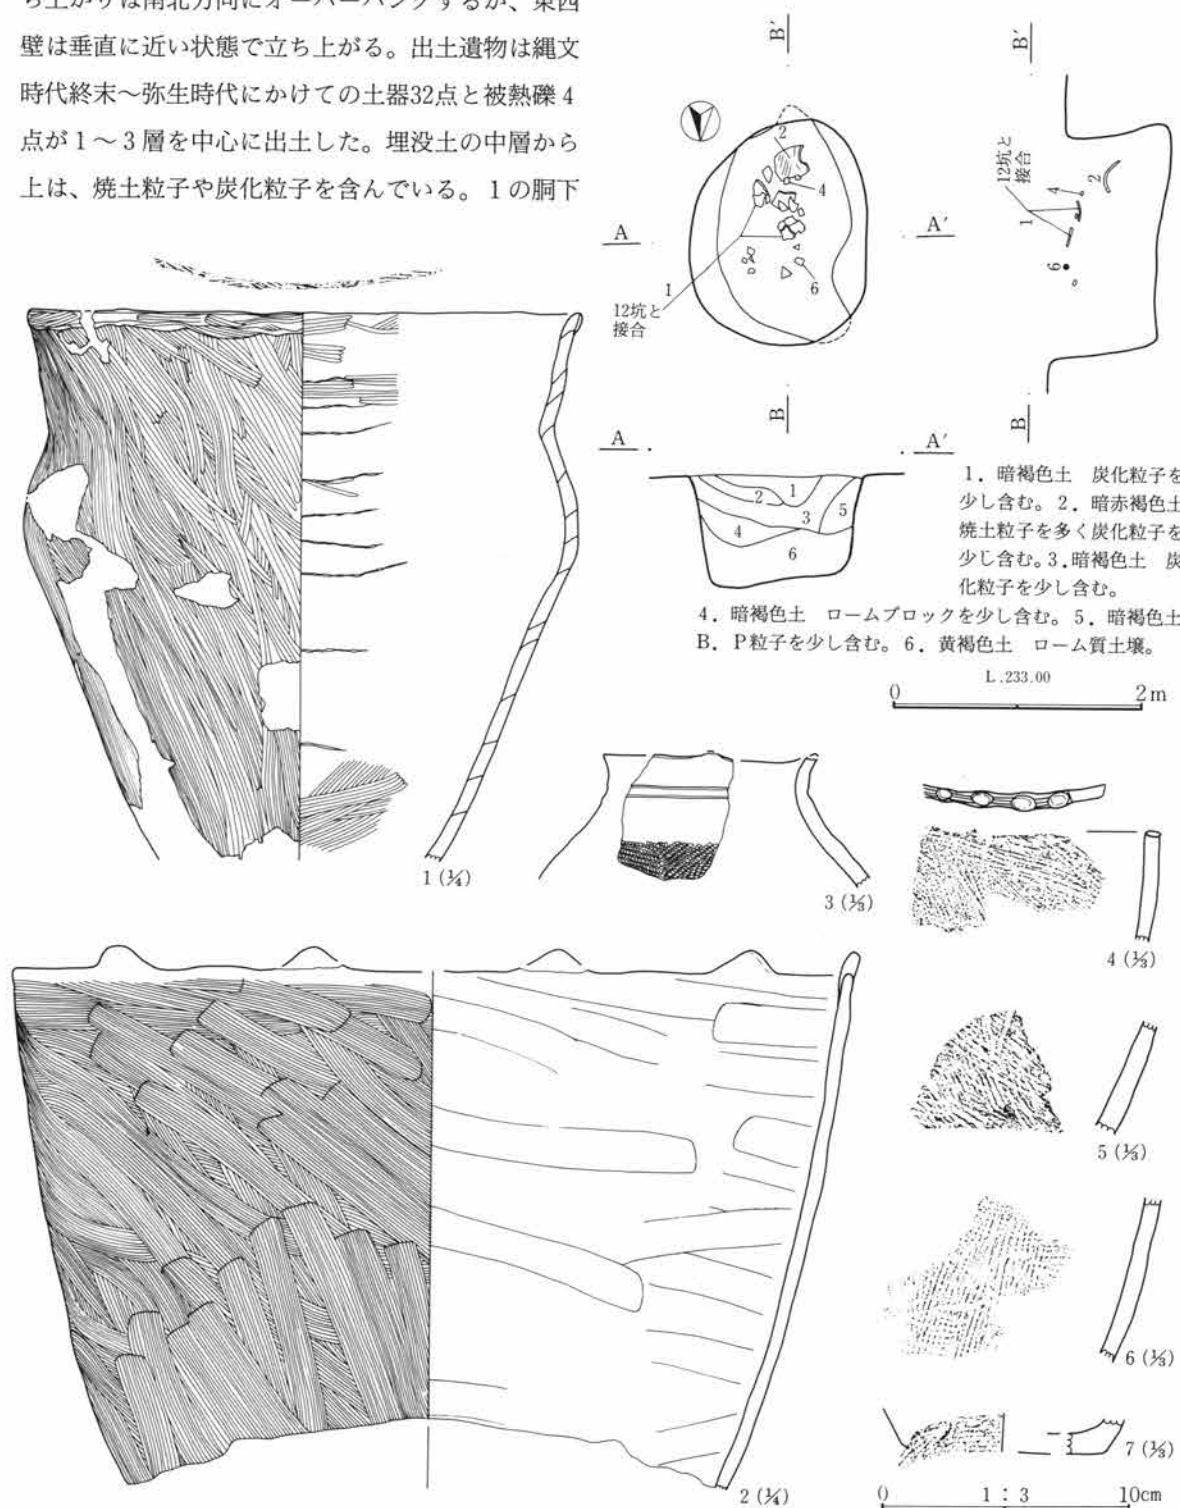 ち上がりは南北方向にオーバーハングするが、東西
壁は垂直に近い状態で立ち上がる。出土遺物は縄文
時代終末～弥生時代にかけての土器32点と被熱礫4
点が1～3層を中心に出土した。埋没土の中層から
上は、焼土粒子や炭化粒子を含んでいる。1の胴下
B′
B′
2
4
A
A′
1
6
12坑と
接合
12坑と
接合
4
2
1
6
B
B
A
A′
1
2
3
5
4
6
1．暗褐色土　炭化粒子を
少し含む。2．暗赤褐色土
焼土粒子を多く炭化粒子を
少し含む。3．暗褐色土　炭
化粒子を少し含む。
4．暗褐色土　ロームブロックを少し含む。5．暗褐色土
B．P粒子を少し含む。6．黄褐色土　ローム質土壌。
L.233.00
0 2m
1(¼)
3(⅓)
4(⅓)
5(⅓)
6(⅓)
7(⅓)
2(¼)
0 1：3 10cm